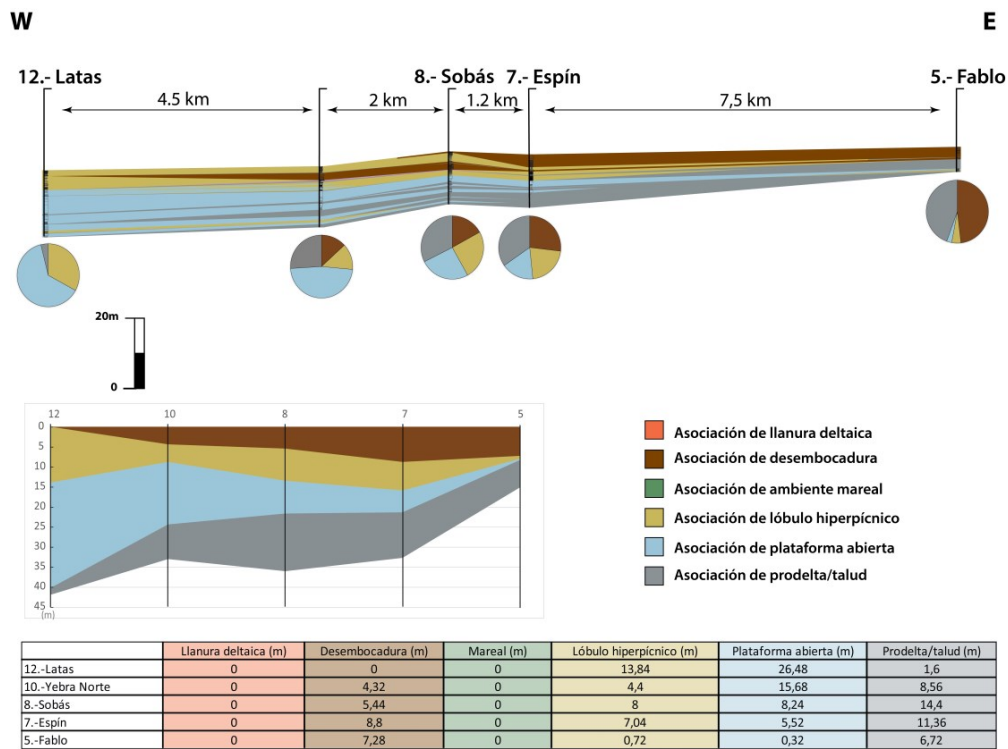 W E
12.- Latas 8.- Sobás 7.- Espín 5.- Fablo
4.5 km 2 km 1.2 km 7,5 km
20m
0
12 10 8 7 5
0
5
10
15
20
25
30
35
40
45
(m)
Asociación de llanura deltaica
Asociación de desembocadura
Asociación de ambiente mareal
Asociación de lóbulo hiperpícnico
Asociación de plataforma abierta
Asociación de prodelta/talud
Llanura deltaica (m) Desembocadura (m) Mareal (m) Lóbulo hiperpícnico (m) Plataforma abierta (m) Prodelta/talud (m)
12.-Latas 0 0 0 13,84 26,48 1,6
10.-Yebra Norte 0 4,32 0 4,4 15,68 8,56
8.-Sobás 0 5,44 0 8 8,24 14,4
7.-Espín 0 8,8 0 7,04 5,52 11,36
5.-Fablo 0 7,28 0 0,72 0,32 6,72